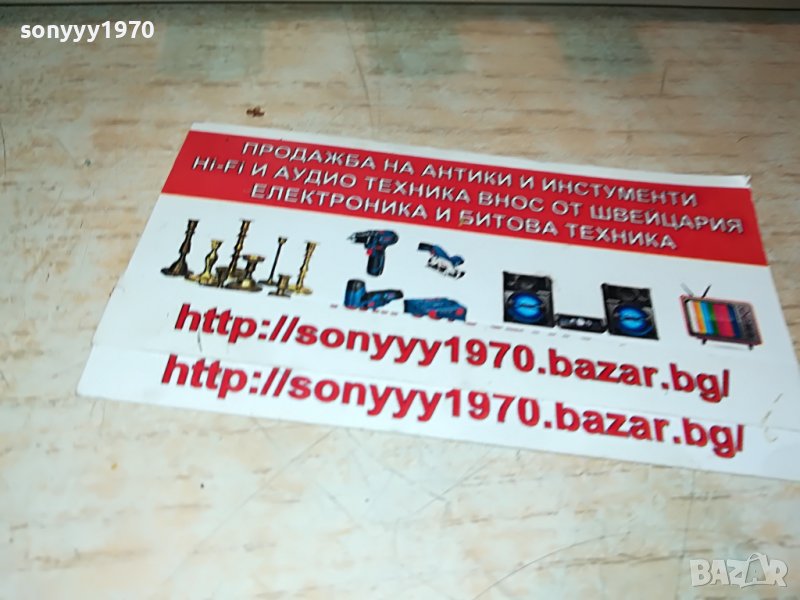 sonyyy1970
ПРОДАЖБА НА АНТИКИ И ИНСТУМЕНТИ
Hi-Fi И АУДИО ТЕХНИКА ВНОС ОТ ШВЕЙЦАРИЯ
ЕЛЕКТРОНИКА И БИТОВА ТЕХНИКА
http://sonyyy1970.bazar.bg/
http://sonyyy1970.bazar.bg/
BAZAR